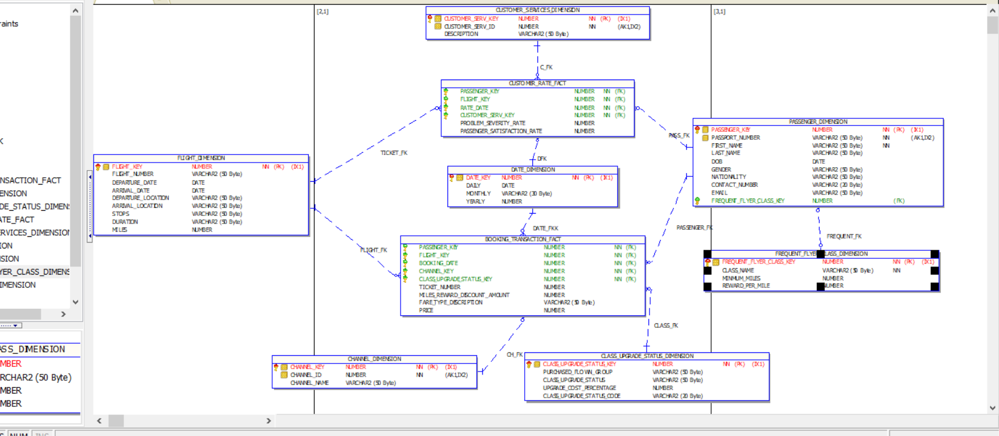 [2,1]
[3,1]
raints
K
NSACTION_FACT
ENSION
DE_STATUS_DIMEN
ATE_FACT
ERVICES_DIMENSION
ION
SION
YER_CLASS_DIMENS
IMENSION
ASS_DIMENSION
MBER
RCHAR2 (50 Byte)
MBER
MBER
CUSTOMER_SERVICES_DIMENSION
CUSTOMER_SERV_KEY NUMBER NN (PK) (IX1)
CUSTOMER_SERV_ID NUMBER NN (AK1,IX2)
DESCRIPTION VARCHAR2 (50 Byte)
C_FK
CUSTOMER_RATE_FACT
PASSENGER_KEY NUMBER NN (FK)
FLIGHT_KEY NUMBER NN (FK)
RATE_DATE NUMBER NN (FK)
CUSTOMER_SERV_KEY NUMBER NN (FK)
PROBLEM_SEVERITY_RATE NUMBER
PASSENGER_SATISFACTION_RATE NUMBER
TICKET_FK
PASS_FK
DFK
FLIGHT_DIMENSION
FLIGHT_KEY NUMBER NN (PK) (IX1)
FLIGHT_NUMBER VARCHAR2 (50 Byte)
DEPARTURE_DATE DATE
ARRIVAL_DATE DATE
DEPARTURE_LOCATION VARCHAR2 (50 Byte)
ARRIVAL_LOCATION VARCHAR2 (50 Byte)
STOPS VARCHAR2 (50 Byte)
DURATION VARCHAR2 (50 Byte)
MILES NUMBER
DATE_DIMENSION
DATE_KEY NUMBER NN (PK) (IX1)
DAILY DATE
MONTHLY VARCHAR2 (30 Byte)
YEARLY NUMBER
PASSENGER_DIMENSION
PASSENGER_KEY NUMBER NN (PK) (IX1)
PASSPORT_NUMBER VARCHAR2 (50 Byte) NN (AK1,IX2)
FIRST_NAME VARCHAR2 (50 Byte) NN
LAST_NAME VARCHAR2 (50 Byte)
DOB DATE
GENDER VARCHAR2 (50 Byte)
NATIONALITY VARCHAR2 (50 Byte)
CONTACT_NUMBER VARCHAR2 (20 Byte)
EMAIL VARCHAR2 (50 Byte)
FREQUENT_FLYER_CLASS_KEY NUMBER (FK)
DATE_FKK
PASSENGER_FK
FREQUENT_FK
FLIGHT_FK
BOOKING_TRANSACTION_FACT
PASSENGER_KEY NUMBER NN (FK)
FLIGHT_KEY NUMBER NN (FK)
BOOKING_DATE NUMBER NN (FK)
CHANNEL_KEY NUMBER NN (FK)
CLASS_UPGRADE_STATUS_KEY NUMBER NN (FK)
TICKET_NUMBER NUMBER
MILES_REWARD_DISCOUNT_AMOUNT NUMBER
FARE_TYPE_DESCRIPTION VARCHAR2 (50 Byte)
PRICE NUMBER
FREQUENT_FLYE LASS_DIMENSION
FREQUENT_FLYER_CLASS_KEY NUMBER NN (PK) (IX1)
CLASS_NAME VARCHAR2 (50 Byte) NN
MINIMUM_MILES NUMBER
REWARD_PER_MILE NUMBER
CLASS_FK
CH_FK
CHANNEL_DIMENSION
CHANNEL_KEY NUMBER NN (PK) (IX1)
CHANNEL_ID NUMBER NN (AK1,IX2)
CHANNEL_NAME VARCHAR2 (50 Byte)
CLASS_UPGRADE_STATUS_DIMENSION
CLASS_UPGRADE_STATUS_KEY NUMBER NN (PK) (IX1)
PURCHASED_FLOWN_GROUP VARCHAR2 (50 Byte)
CLASS_UPGRADE_STATUS VARCHAR2 (50 Byte)
UPGRADE_COST_PERCENTAGE NUMBER
CLASS_UPGRADE_STATUS_CODE VARCHAR2 (20 Byte)
S NUM INS